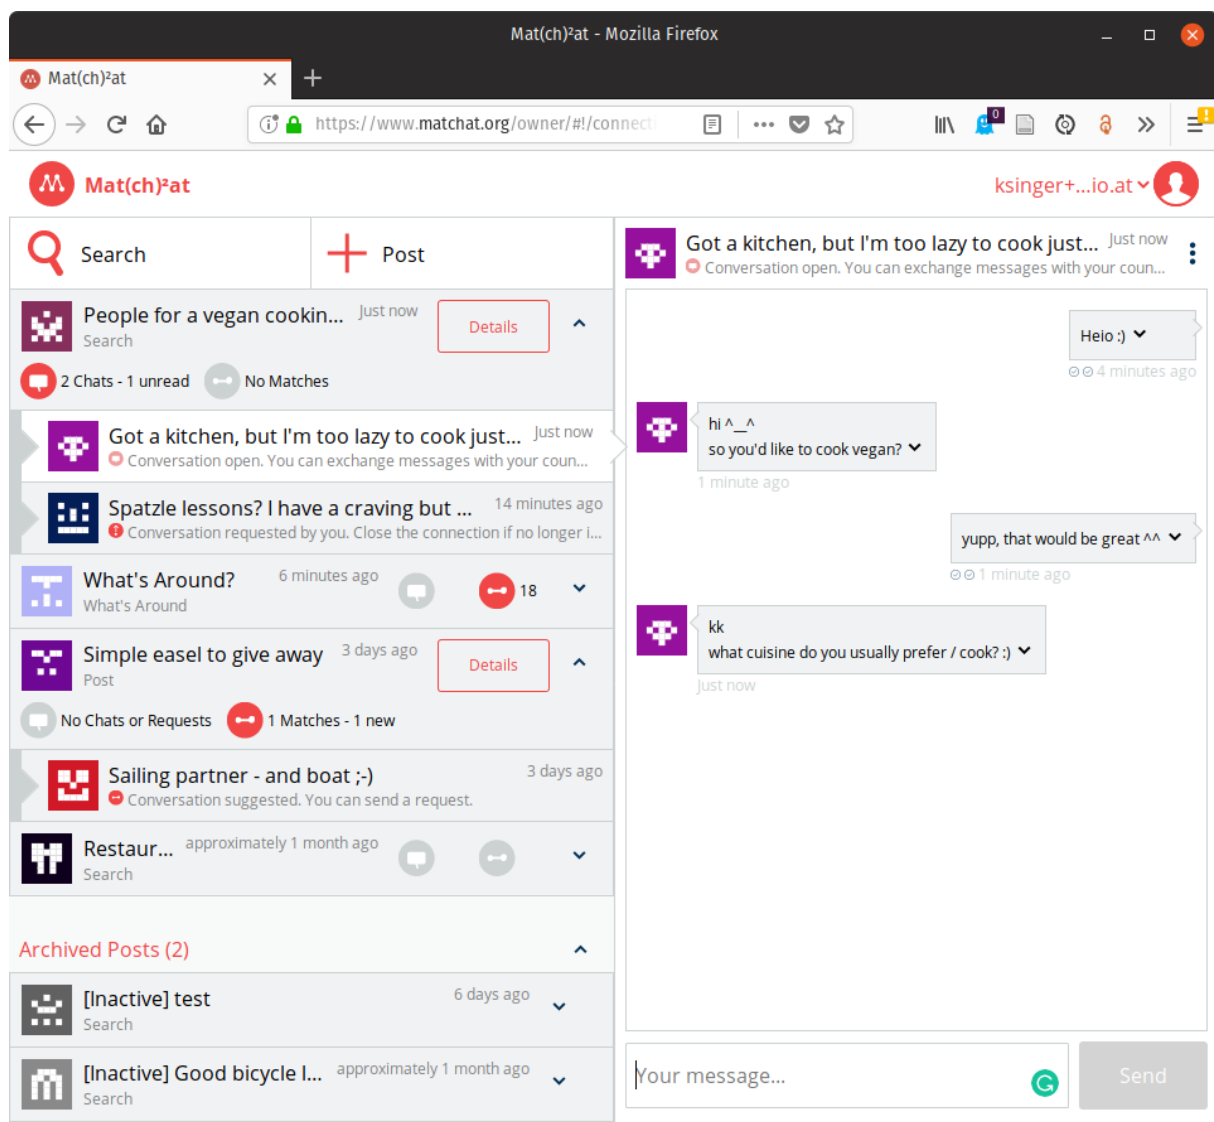 Mat(ch)²at - Mozilla Firefox
Mat(ch)²at
https://www.matchat.org/owner/#!/connect
0
Mat(ch)²at
ksinger+...io.at
Search
Post
People for a vegan cookin...
Just now
Search
Details
2 Chats - 1 unread
No Matches
Got a kitchen, but I'm too lazy to cook just...
Just now
Conversation open. You can exchange messages with your coun...
Spatzle lessons? I have a craving but ...
14 minutes ago
Conversation requested by you. Close the connection if no longer i...
What's Around?
6 minutes ago
18
What's Around
Simple easel to give away
3 days ago
Post
Details
No Chats or Requests
1 Matches - 1 new
Sailing partner - and boat ;-)
3 days ago
Conversation suggested. You can send a request.
Restaur...
approximately 1 month ago
Search
Archived Posts (2)
[Inactive] test
6 days ago
Search
[Inactive] Good bicycle l...
approximately 1 month ago
Search
Got a kitchen, but I'm too lazy to cook just...
Just now
Conversation open. You can exchange messages with your coun...
Heio :)
4 minutes ago
hi ^__^
so you'd like to cook vegan?
1 minute ago
yupp, that would be great ^^
1 minute ago
kk
what cuisine do you usually prefer / cook? :)
Just now
Your message...
Send